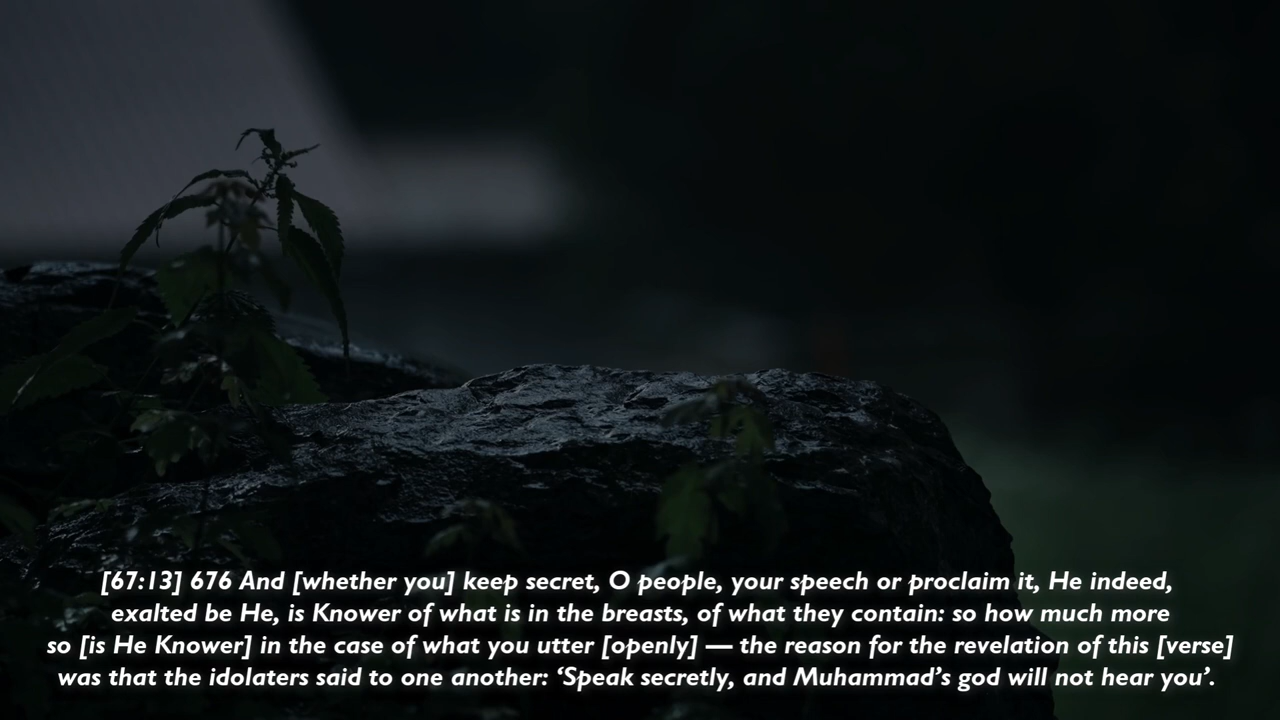 [67:13] 676 And [whether you] keep secret, O people, your speech or proclaim it, He indeed,
exalted be He, is Knower of what is in the breasts, of what they contain: so how much more
so [is He Knower] in the case of what you utter [openly] — the reason for the revelation of this [verse]
was that the idolaters said to one another: ‘Speak secretly, and Muhammad’s god will not hear you’.